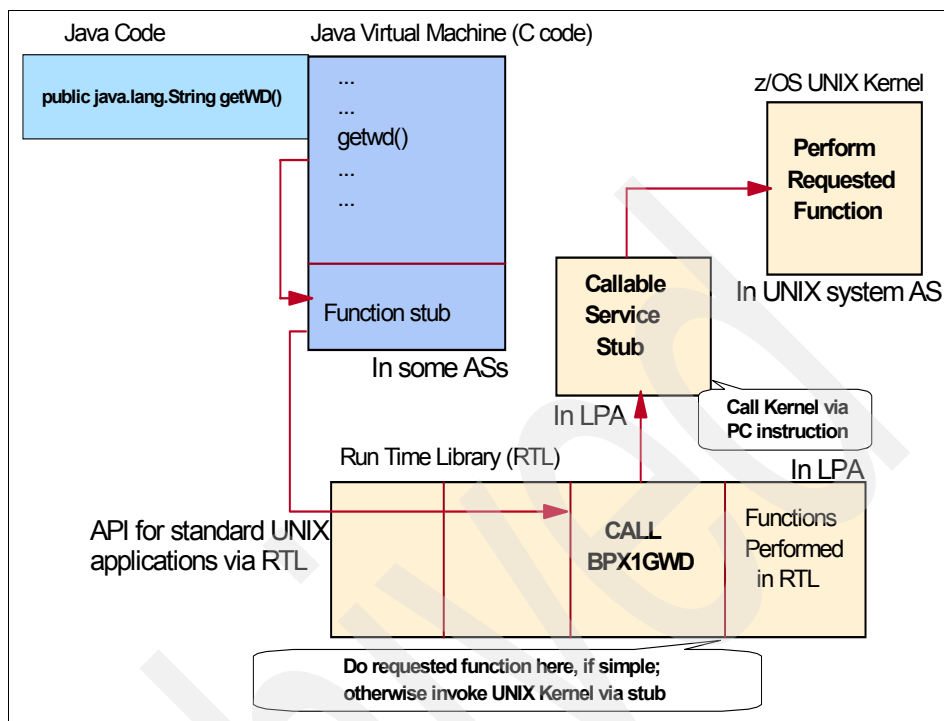 Java Code
Java Virtual Machine (C code)
public java.lang.String getWD()
...
...
getwd()
...
...
Function stub
In some ASs
z/OS UNIX Kernel
Perform
Requested
Function
In UNIX system AS
Callable
Service
Stub
In LPA
Call Kernel via
PC instruction
Run Time Library (RTL)
In LPA
API for standard UNIX
applications via RTL
CALL
BPX1GWD
Functions
Performed
in RTL
Do requested function here, if simple;
otherwise invoke UNIX Kernel via stub